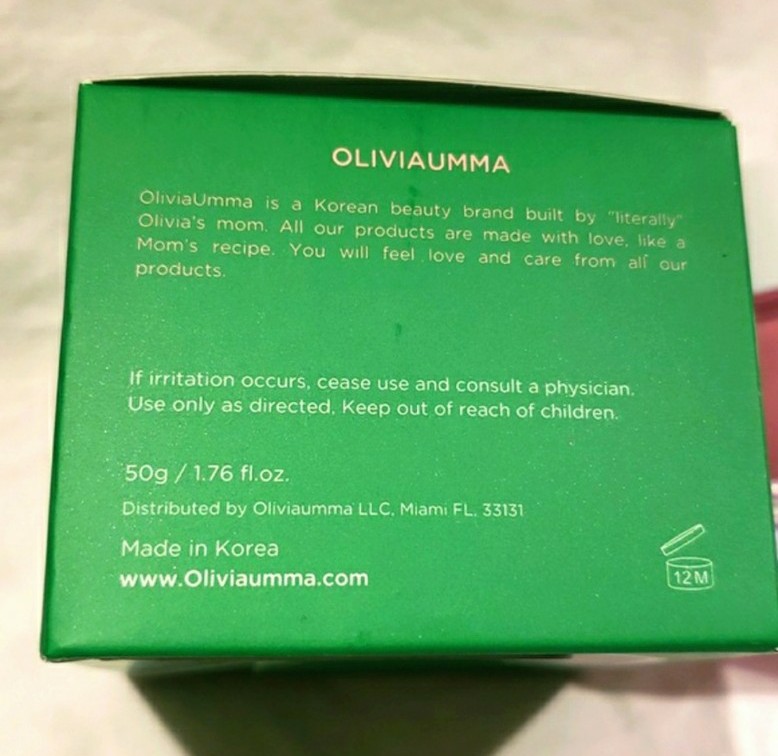 OLIVIAUMMA
OliviaUmma is a Korean beauty brand built by "literally"
Olivia's mom. All our products are made with love, like a
Mom's recipe. You will feel love and care from all our
products.
If irritation occurs, cease use and consult a physician.
Use only as directed. Keep out of reach of children.
50g / 1.76 fl.oz.
Distributed by Oliviaumma LLC, Miami FL, 33131
Made in Korea
www.Oliviaumma.com
12M